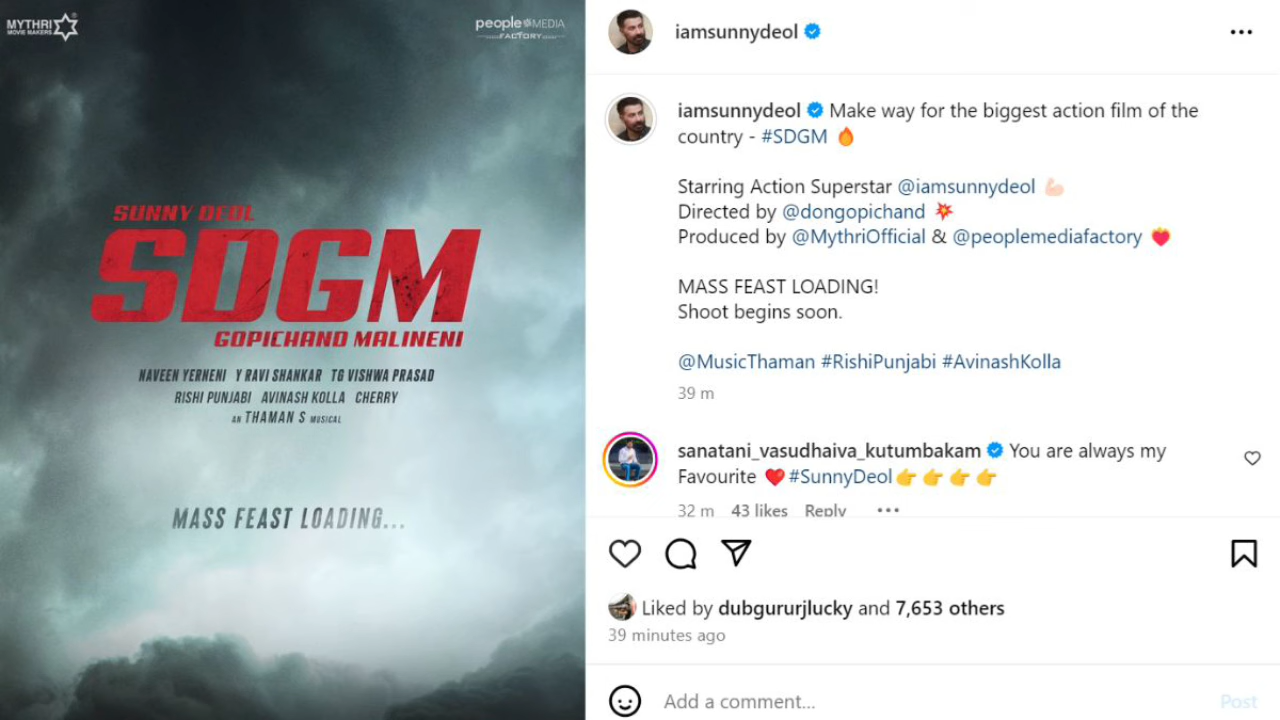 MYTHRI
MOVIE MAKERS
people MEDIA
FACTORY
SUNNY DEOL
SDGM
GOPICHAND MALINENI
NAVEEN YERNENI Y RAVI SHANKAR TG VISHWA PRASAD
RISHI PUNJABI AVINASH KOLLA CHERRY
AN THAMAN S MUSICAL
MASS FEAST LOADING...
iamsunnydeol
iamsunnydeol Make way for the biggest action film of the
country - #SDGM 🔥
Starring Action Superstar @iamsunnydeol 💪🏻
Directed by @dongopichand 💥
Produced by @MythriOfficial & @peoplemediafactory 💝
MASS FEAST LOADING!
Shoot begins soon.
@MusicThaman #RishiPunjabi #AvinashKolla
39 m
sanatani_vasudhaiva_kutumbakam You are always my
Favourite ❤️ #SunnyDeol👉👉👉👉
32 m 43 likes Reply •••
Liked by dubgururjlucky and 7,653 others
39 minutes ago
Add a comment...
Post